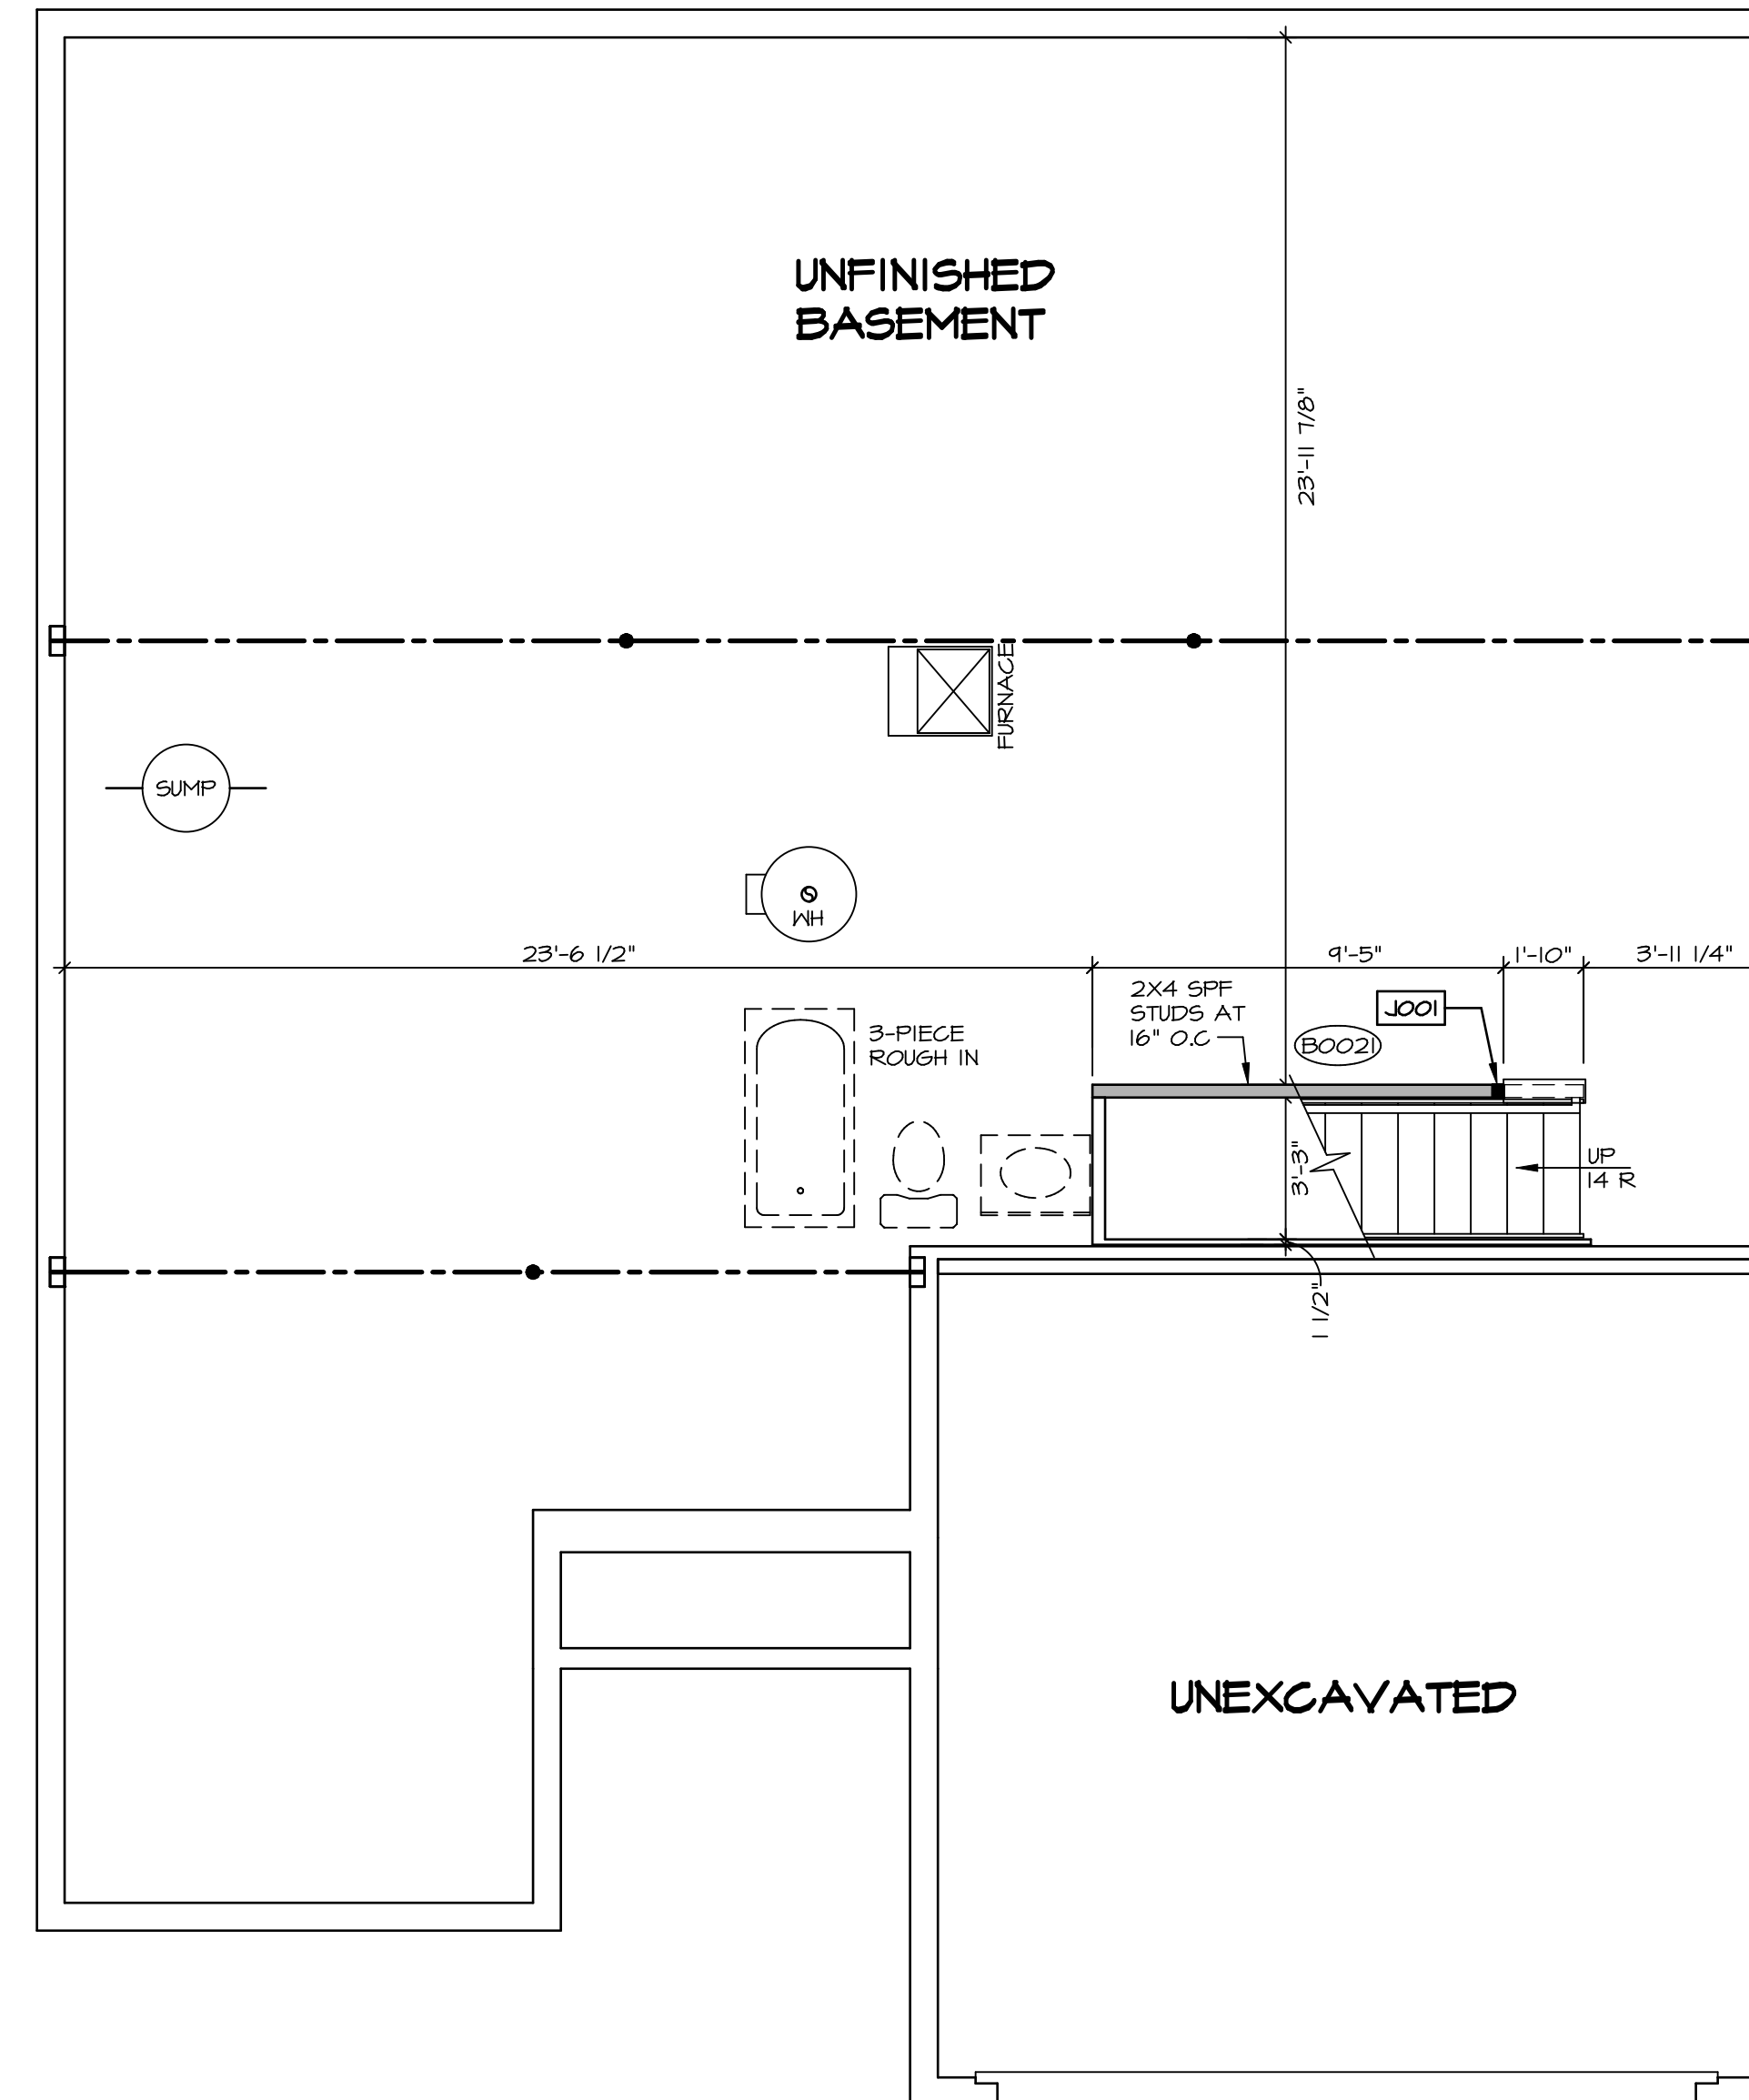 UNFINISHED
BASEMENT
23'-11 7/8"
FURNACE
SUMP
S
WH
23'-6 1/2"
9'-5"
1'-10"
3'-11 1/4"
2X4 SPF
STUDS AT
16" O.C
J001
B0021
3-PIECE
ROUGH IN
3'-3"
UP
14 R
1 1/2"
UNEXCAVATED